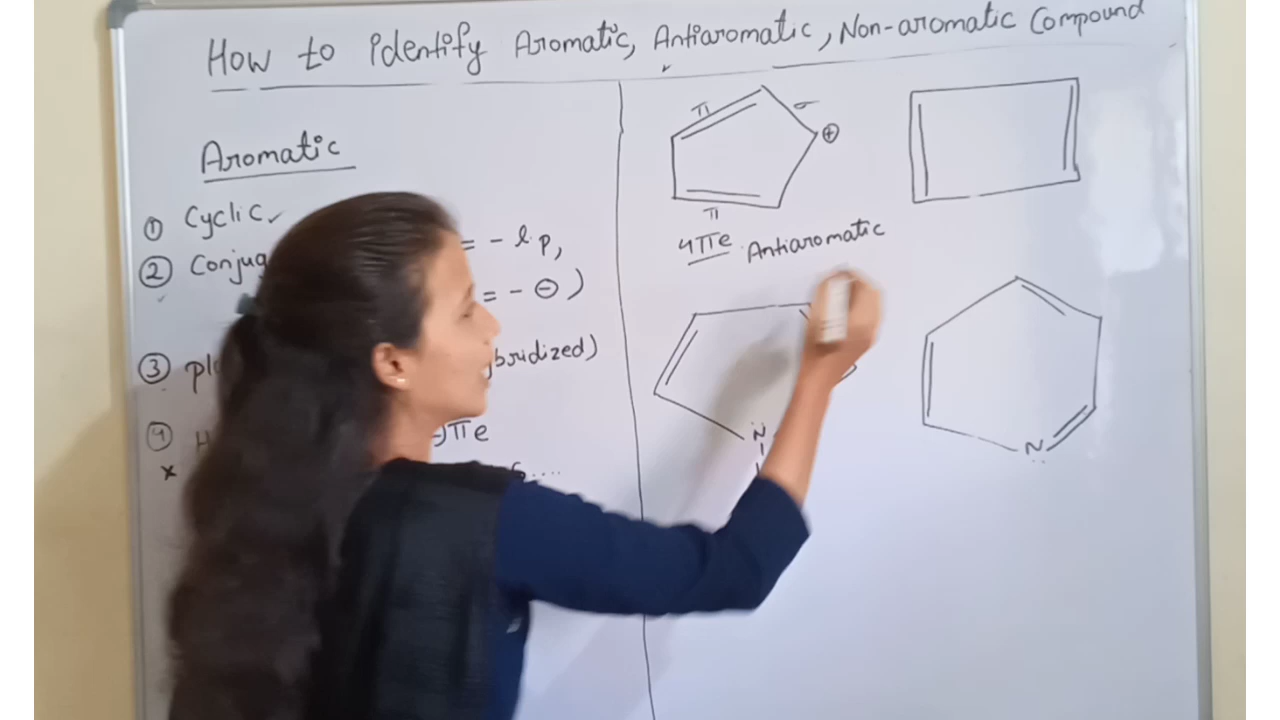 How to identify Aromatic, Antiaromatic, Non-aromatic Compound
Aromatic
① Cyclic ✓
② Conjug
= - l.p,
= - ⊖ )
③ pl
bridized)
④ H
πe
×
π
σ
⊕
π
4πe Antiaromatic
N
N